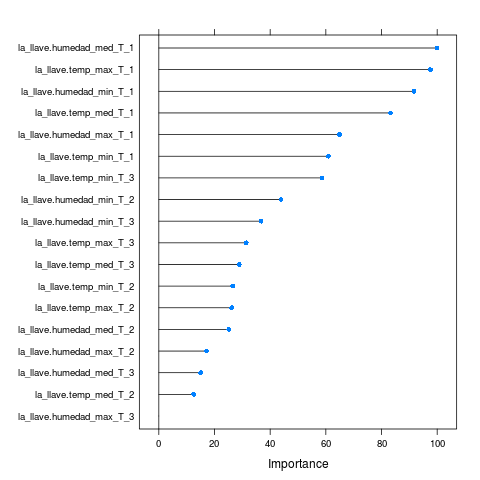 la_llave.humedad_med_T_1
la_llave.temp_max_T_1
la_llave.humedad_min_T_1
la_llave.temp_med_T_1
la_llave.humedad_max_T_1
la_llave.temp_min_T_1
la_llave.temp_min_T_3
la_llave.humedad_min_T_2
la_llave.humedad_min_T_3
la_llave.temp_max_T_3
la_llave.temp_med_T_3
la_llave.temp_min_T_2
la_llave.temp_max_T_2
la_llave.humedad_med_T_2
la_llave.humedad_max_T_2
la_llave.humedad_med_T_3
la_llave.temp_med_T_2
la_llave.humedad_max_T_3
0 20 40 60 80 100
Importance